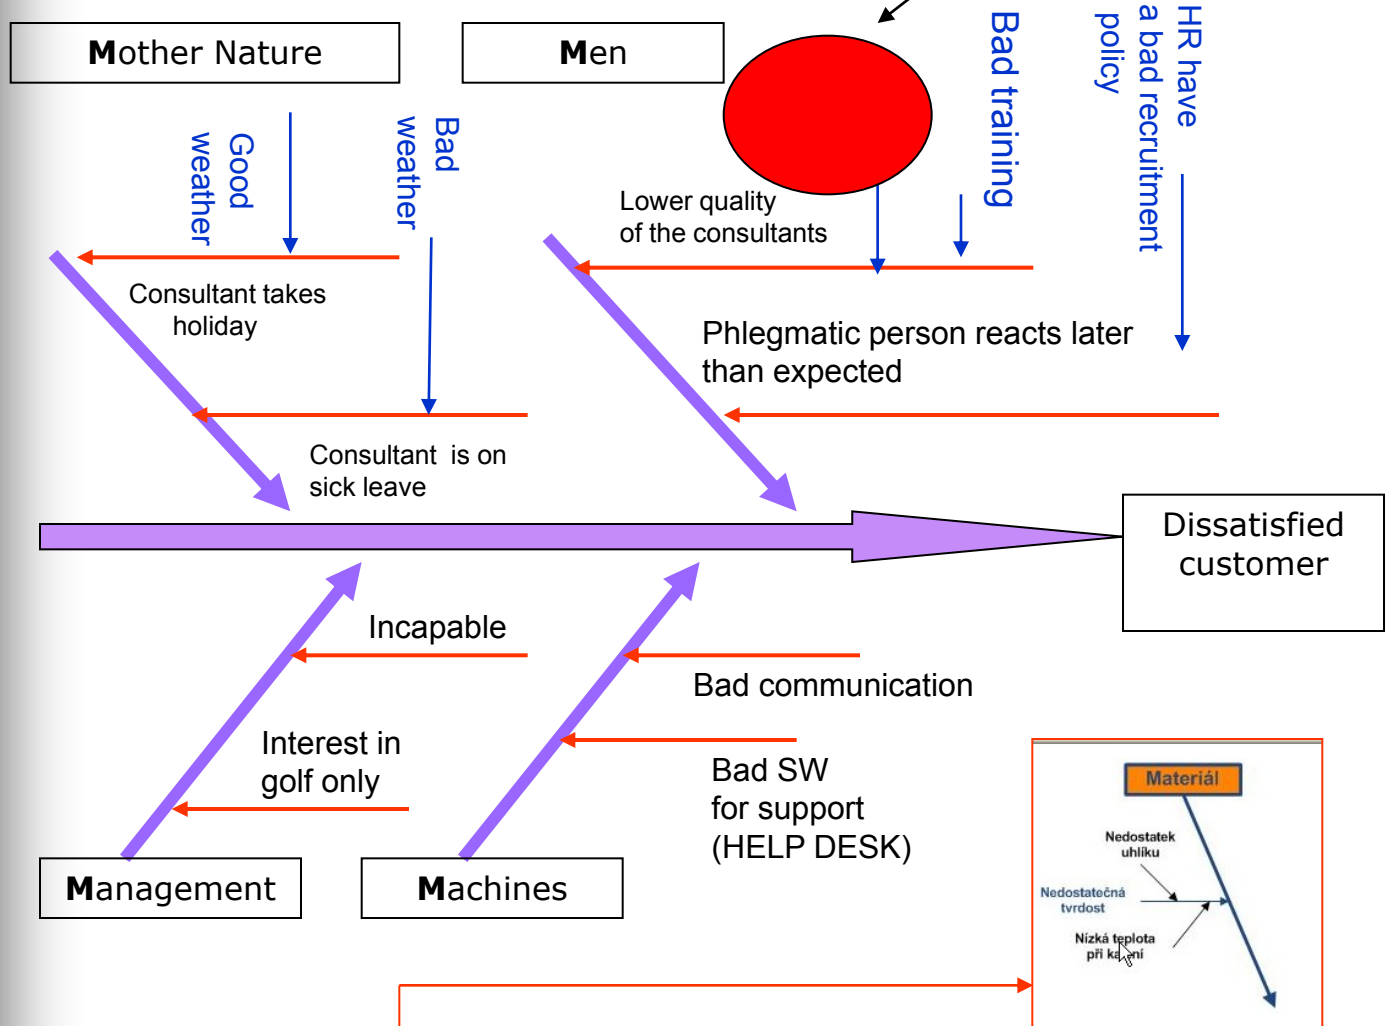 Mother Nature
Men
Good
weather
Bad
weather
Bad training
HR have
a bad recruitment
policy
Lower quality
of the consultants
Consultant takes
holiday
Phlegmatic person reacts later
than expected
Consultant is on
sick leave
Dissatisfied
customer
Incapable
Bad communication
Interest in
golf only
Bad SW
for support
(HELP DESK)
Management
Machines
Materiál
Nedostatek
uhlíku
Nedostatečná
tvrdost
Nízká teplota
při kalení